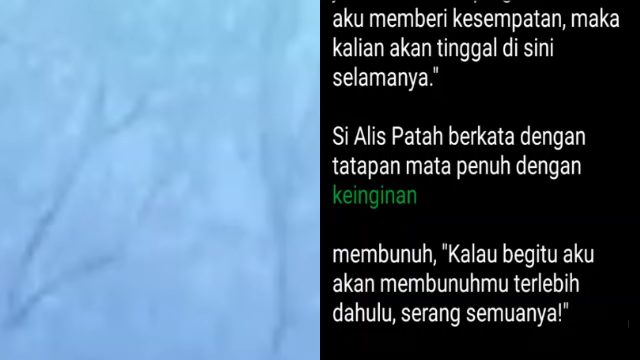 aku memberi kesempatan, maka
kalian akan tinggal di sini
selamanya."
Si Alis Patah berkata dengan
tatapan mata penuh dengan
keinginan
membunuh, "Kalau begitu aku
akan membunuhmu terlebih
dahulu, serang semuanya!"